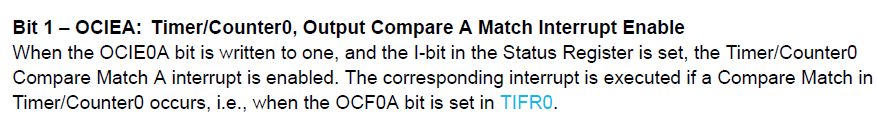 Bit 1 – OCIEA:  Timer/Counter0, Output Compare A Match Interrupt Enable
When the OCIE0A bit is written to one, and the I-bit in the Status Register is set, the Timer/Counter0
Compare Match A interrupt is enabled. The corresponding interrupt is executed if a Compare Match in
Timer/Counter0 occurs, i.e., when the OCF0A bit is set in TIFR0.